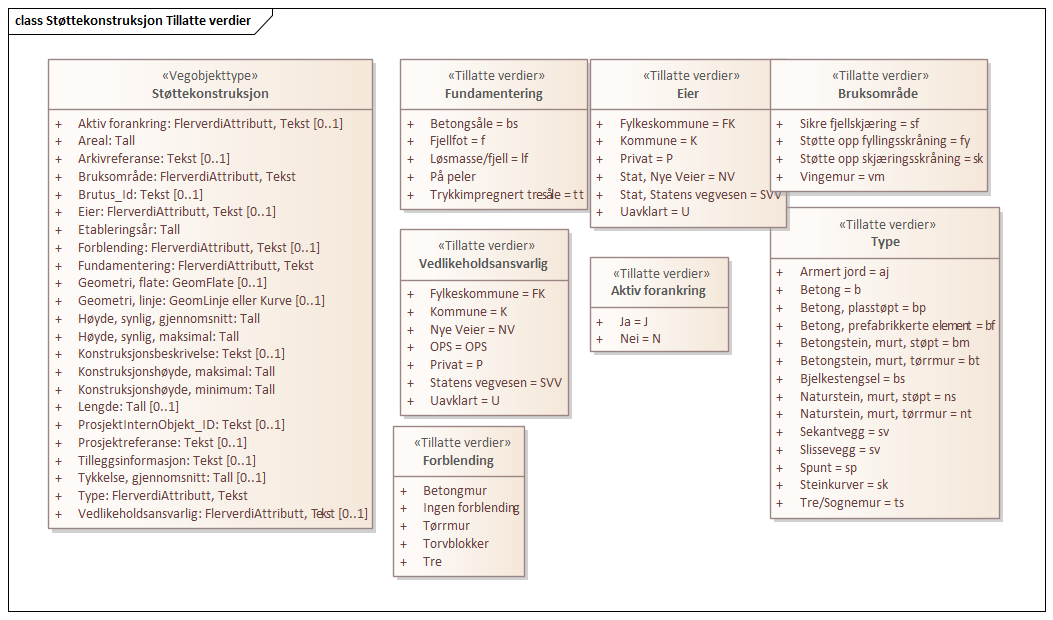 class Støttekonstruksjon Tillatte verdier
«Vegobjekttype»
Støttekonstruksjon
+ Aktiv forankring: FlerverdiAttributt, Tekst [0..1]
+ Areal: Tall
+ Arkivreferanse: Tekst [0..1]
+ Bruksområde: FlerverdiAttributt, Tekst
+ Brutus_Id: Tekst [0..1]
+ Eier: FlerverdiAttributt, Tekst [0..1]
+ Etableringsår: Tall
+ Forblending: FlerverdiAttributt, Tekst [0..1]
+ Fundamentering: FlerverdiAttributt, Tekst
+ Geometri, flate: GeomFlate [0..1]
+ Geometri, linje: GeomLinje eller Kurve [0..1]
+ Høyde, synlig, gjennomsnitt: Tall
+ Høyde, synlig, maksimal: Tall
+ Konstruksjonsbeskrivelse: Tekst [0..1]
+ Konstruksjonshøyde, maksimal: Tall
+ Konstruksjonshøyde, minimum: Tall
+ Lengde: Tall [0..1]
+ ProsjektInternObjekt_ID: Tekst [0..1]
+ Prosjektreferanse: Tekst [0..1]
+ Tilleggsinformasjon: Tekst [0..1]
+ Tykkelse, gjennomsnitt: Tall [0..1]
+ Type: FlerverdiAttributt, Tekst
+ Vedlikeholdsansvarlig: FlerverdiAttributt, Tekst [0..1]
«Tillatte verdier»
Fundamentering
+ Betongsåle = bs
+ Fjellfot = f
+ Løsmasse/fjell = lf
+ På peler
+ Trykkimpregnert tresåle = tt
«Tillatte verdier»
Eier
+ Fylkeskommune = FK
+ Kommune = K
+ Privat = P
+ Stat, Nye Veier = NV
+ Stat, Statens vegvesen = SVV
+ Uavklart = U
«Tillatte verdier»
Bruksområde
+ Sikre fjellskjæring = sf
+ Støtte opp fyllingsskråning = fy
+ Støtte opp skjæringsskråning = sk
+ Vingemur = vm
«Tillatte verdier»
Vedlikeholdsansvarlig
+ Fylkeskommune = FK
+ Kommune = K
+ Nye Veier = NV
+ OPS = OPS
+ Privat = P
+ Statens vegvesen = SVV
+ Uavklart = U
«Tillatte verdier»
Aktiv forankring
+ Ja = J
+ Nei = N
«Tillatte verdier»
Type
+ Armert jord = aj
+ Betong = b
+ Betong, plasstøpt = bp
+ Betong, prefabrikkerte element = bf
+ Betongstein, murt, støpt = bm
+ Betongstein, murt, tørrmur = bt
+ Bjelkestengsel = bs
+ Naturstein, murt, støpt = ns
+ Naturstein, murt, tørrmur = nt
+ Sekantvegg = sv
+ Slissevegg = sv
+ Spunt = sp
+ Steinkurver = sk
+ Tre/Sognemur = ts
«Tillatte verdier»
Forblending
+ Betongmur
+ Ingen forblending
+ Tørrmur
+ Torvblokker
+ Tre